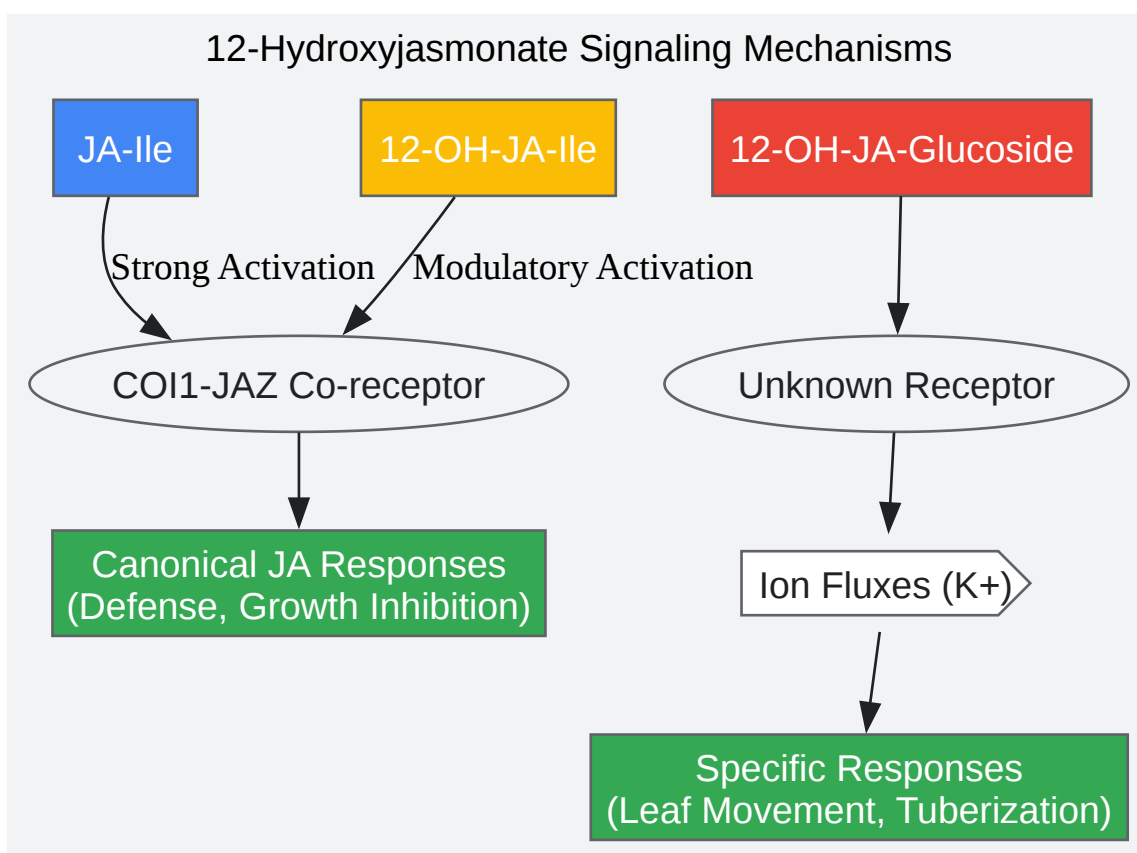 12-Hydroxyjasmonate Signaling Mechanisms
JA-Ile
12-OH-JA-Ile
12-OH-JA-Glucoside
Strong Activation
Modulatory Activation
COI1-JAZ Co-receptor
Unknown Receptor
Canonical JA Responses
(Defense, Growth Inhibition)
Ion Fluxes (K+)
Specific Responses
(Leaf Movement, Tuberization)